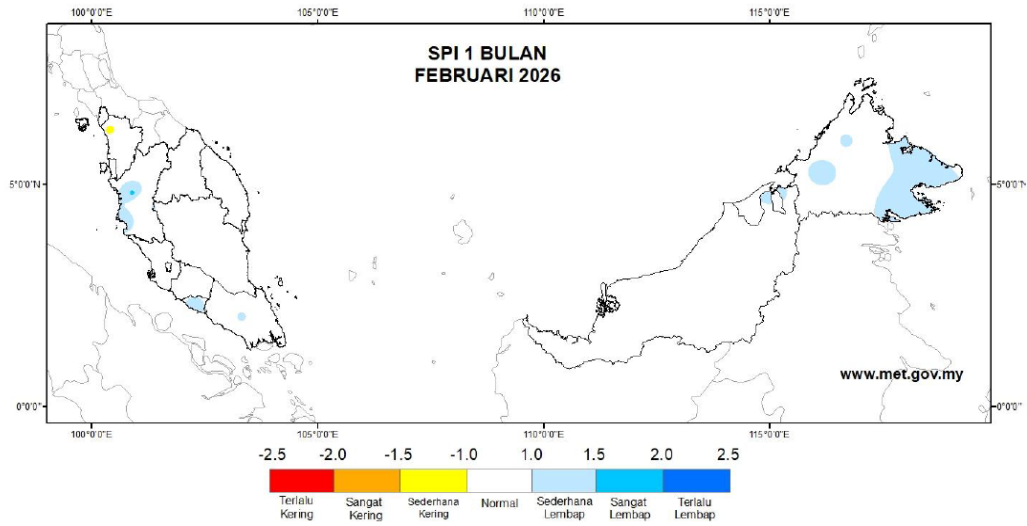 100°0'0"E 105°0'0"E 110°0'0"E 115°0'0"E
SPI 1 BULAN
FEBRUARI 2026
5°0'0"N 5°0'0"N
www.met.gov.my
0°0'0" 0°0'0"
100°0'0"E 105°0'0"E 110°0'0"E 115°0'0"E
-2.5 -2.0 -1.5 -1.0 1.0 1.5 2.0 2.5
Terlalu Sangat Sederhana Normal Sederhana Sangat Terlalu
Kering Kering Kering Lembap Lembap Lembap